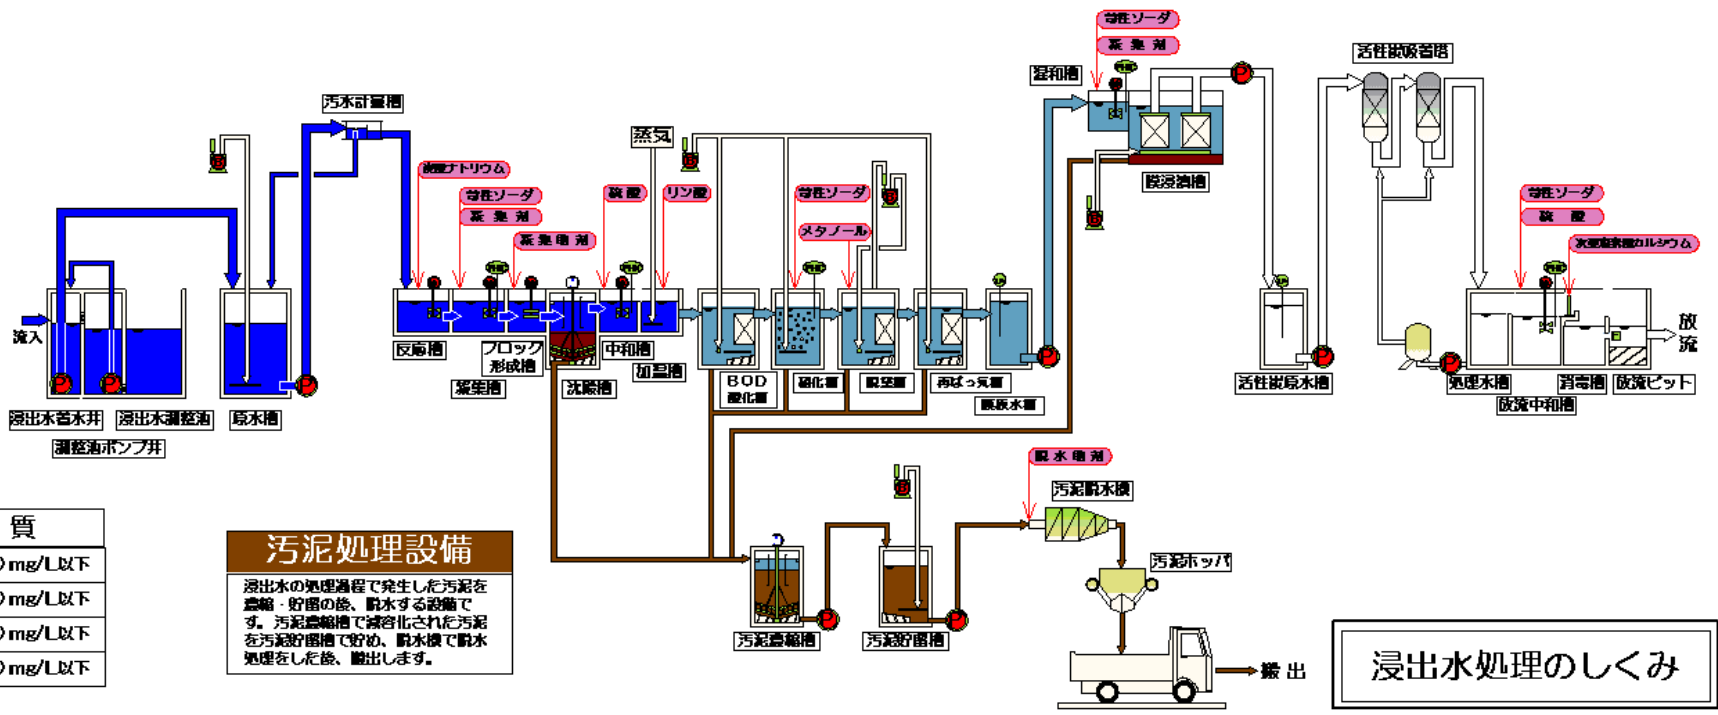 苛性ソーダ
凝集剤
混和槽
活性炭吸着塔
汚水計量槽
蒸気
炭酸ナトリウム
苛性ソーダ
凝集剤
凝集助剤
硫酸
リン酸
苛性ソーダ
メタノール
膜浸漬槽
苛性ソーダ
硫酸
次亜塩素酸カルシウム
流入
放流
反応槽
フロック
形成槽
中和槽
加温槽
凝集槽
沈殿槽
BOD
酸化槽
硝化槽
脱窒槽
再ばっ気槽
膜原水槽
活性炭原水槽
処理水槽
消毒槽
放流ピット
放流中和槽
浸出水着水井
浸出水調整池
原水槽
調整池ポンプ井
脱水助剤
汚泥脱水機
汚泥ホッパ
質
mg/L以下
mg/L以下
mg/L以下
mg/L以下
汚泥処理設備
浸出水の処理過程で発生した汚泥を
濃縮・貯留の後、脱水する設備で
す。汚泥濃縮槽で減容化された汚泥
を汚泥貯留槽で貯め、脱水機で脱水
処理をした後、搬出します。
汚泥濃縮槽
汚泥貯留槽
搬出
浸出水処理のしくみ